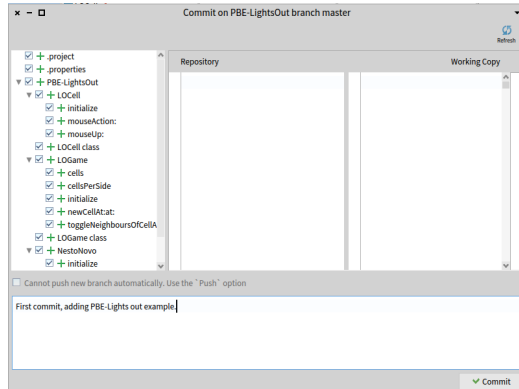 Commit on PBE-LightsOut branch master
Refresh
.project
.properties
PBE-LightsOut
LOCell
initialize
mouseAction:
mouseUp:
LOCell class
LOGame
cells
cellsPerSide
initialize
newCellAt:at:
toggleNeighboursOfCellA
LOGame class
NestoNovo
initialize
Repository
Working Copy
Cannot push new branch automatically. Use the `Push` option
First commit, adding PBE-Lights out example.
Commit